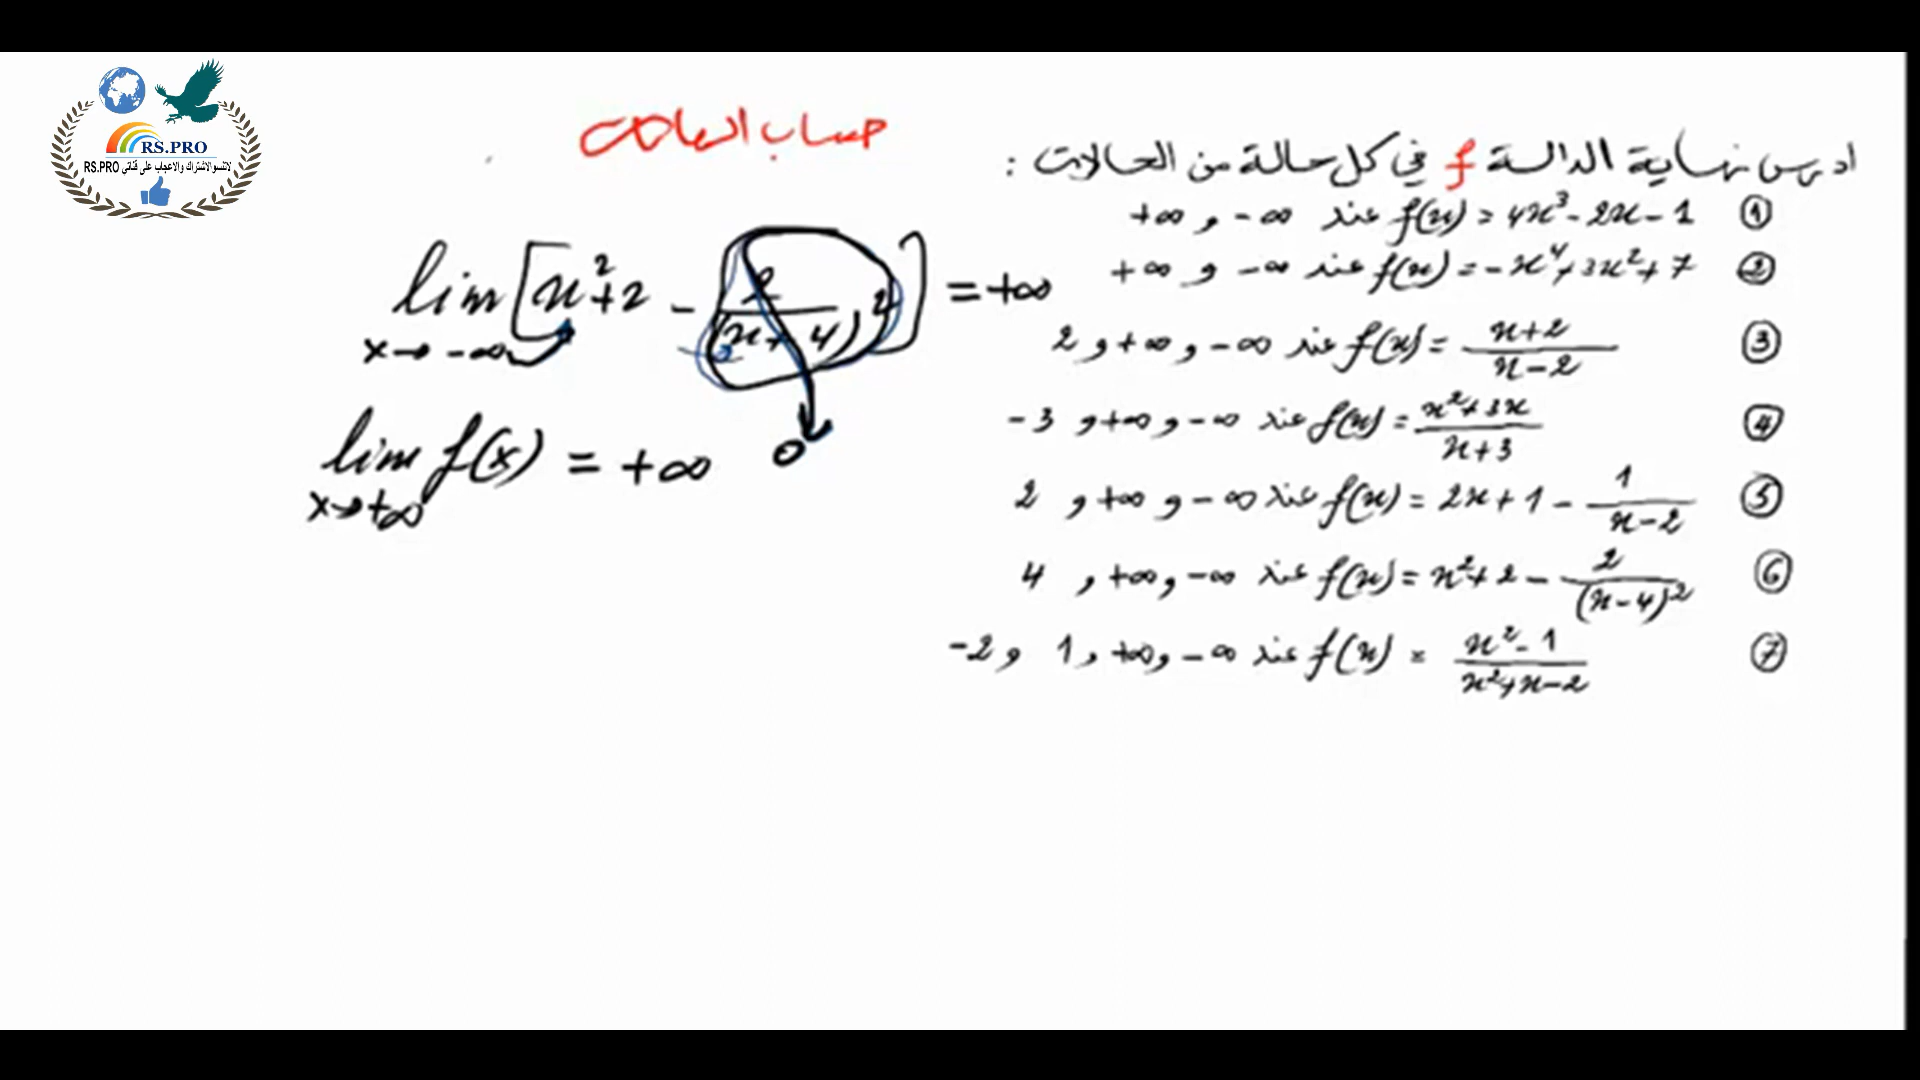 RS.PRO
لاتنسو الاشتراك والاعجاب على قناتي RS.PRO
حساب النهايات
ادرس نهاية الدالة f في كل حالة من الحالات :
① f(x) = 4x³ - 2x - 1 عند -∞ و +∞
② f(x) = -x⁴ + 3x² + 7 عند -∞ و +∞
③ f(x) = (x+2)/(x-2) عند -∞ و +∞ و 2
④ f(x) = (x²+3x)/(x+3) عند -∞ و +∞ و -3
⑤ f(x) = 2x + 1 - 1/(x-2) عند -∞ و +∞ و 2
⑥ f(x) = x² + 2 - 2/(x-4)² عند -∞ و +∞ و 4
⑦ f(x) = (x²-1)/(x²+x-2) عند -∞ و +∞ و 1 و -2
lim [x² + 2 - 2/(x+4)²] = +∞
x → -∞
0
lim f(x) = +∞
x → +∞